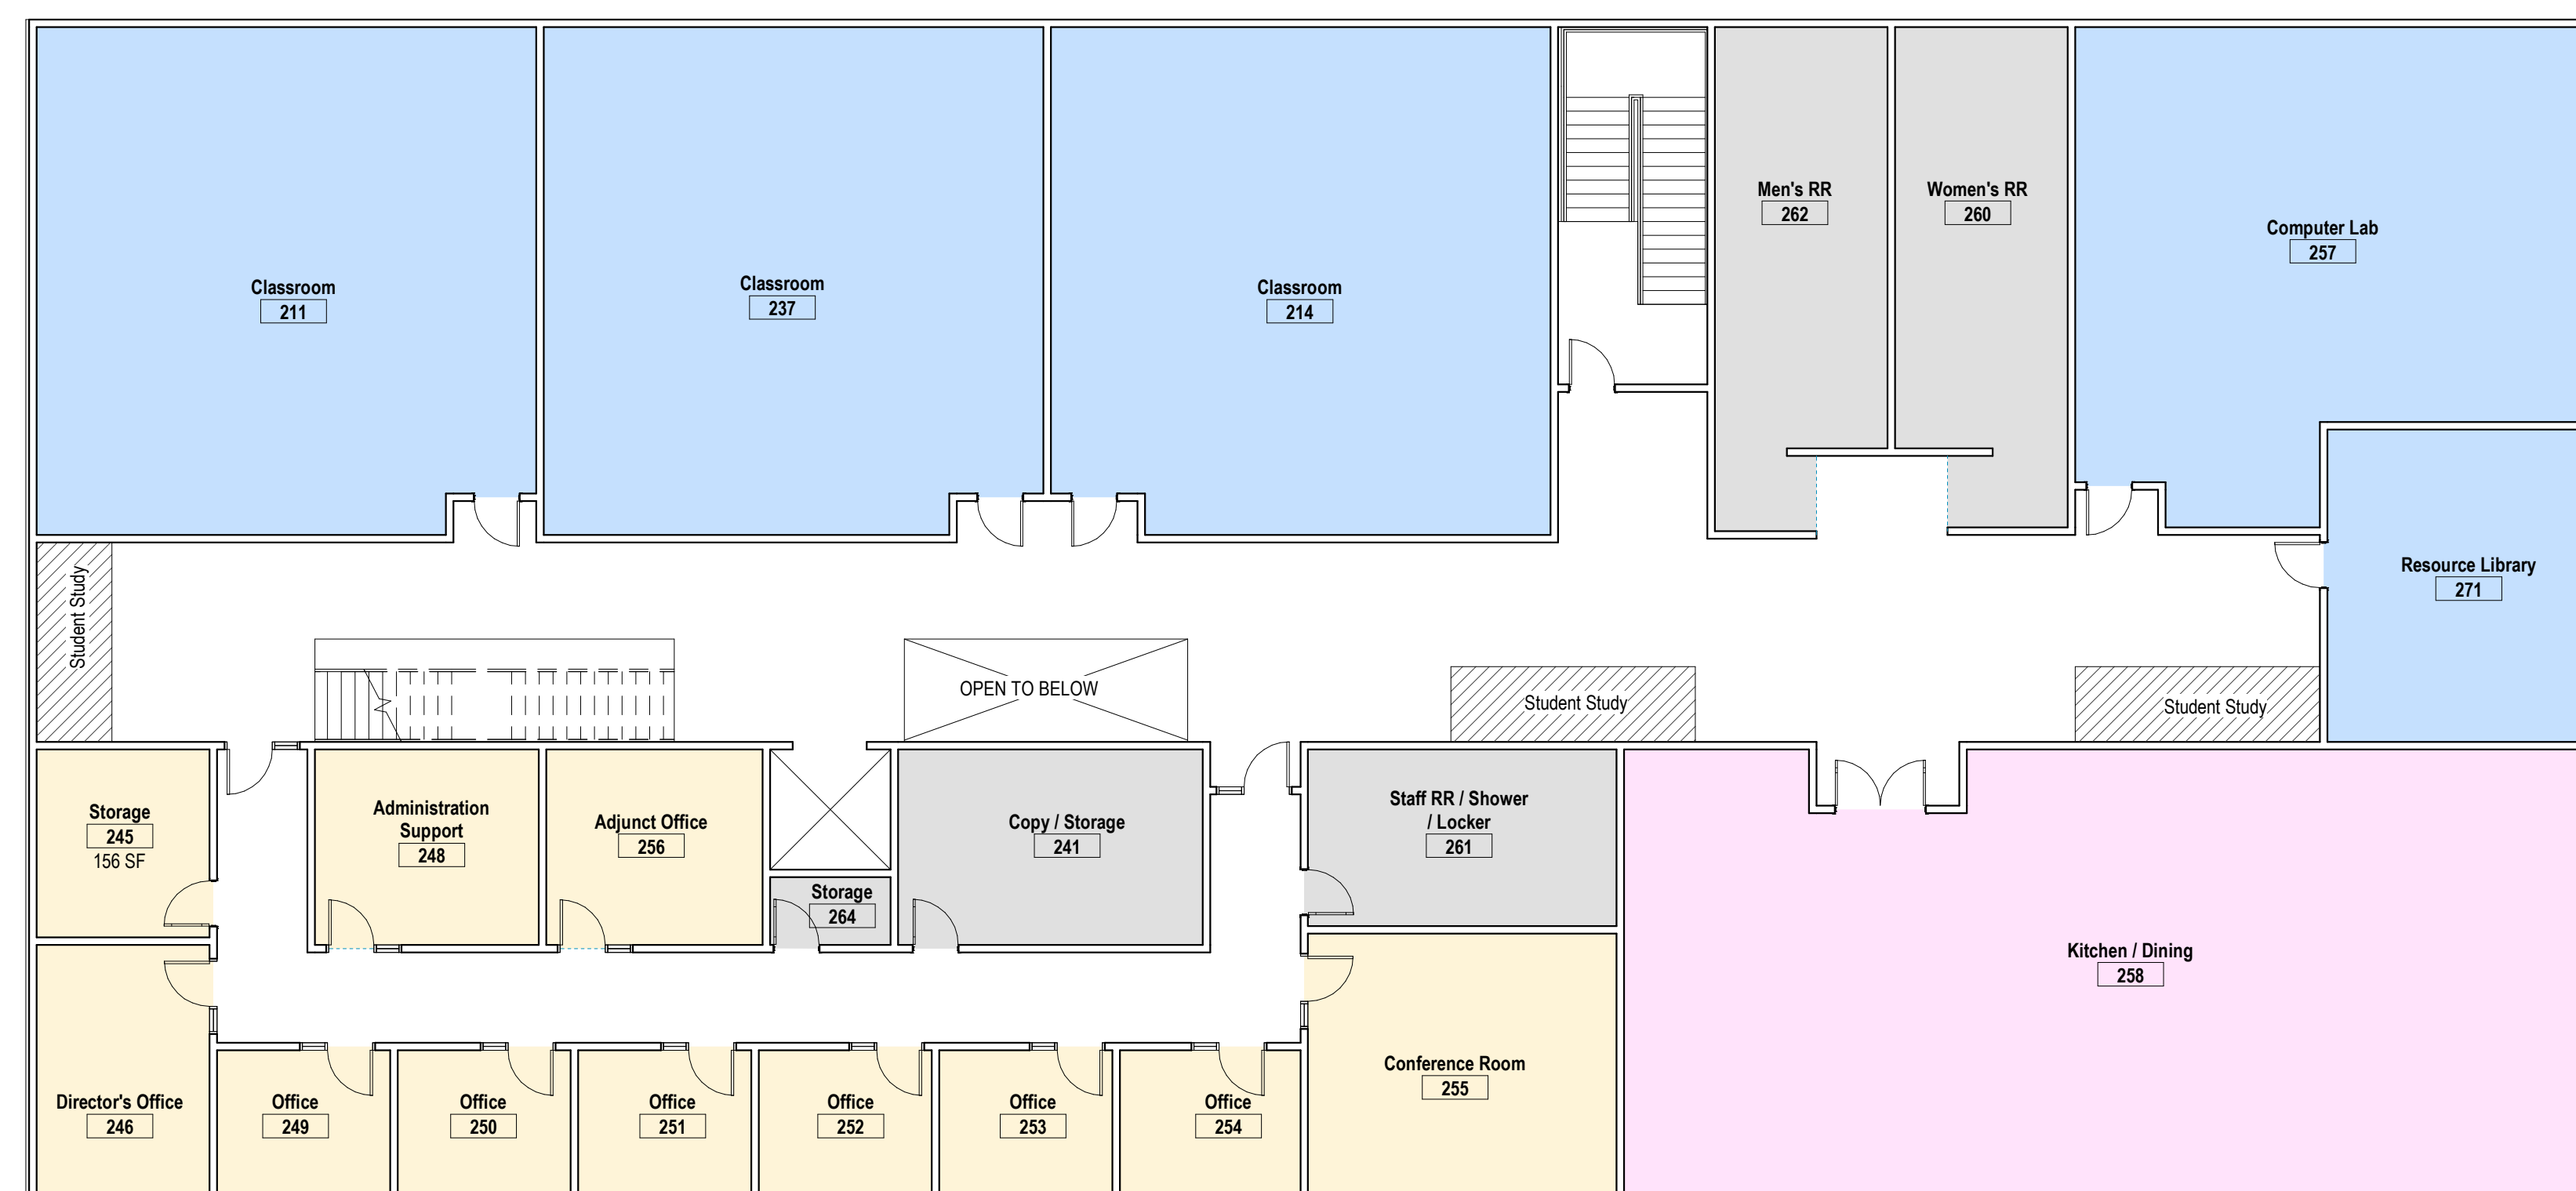 Men's RR
262
Women's RR
260
Computer Lab
257
Classroom
211
Classroom
237
Classroom
214
Resource Library
271
Student Study
OPEN TO BELOW
Student Study
Student Study
Storage
245
156 SF
Administration
Support
248
Adjunct Office
256
Storage
264
Copy / Storage
241
Staff RR / Shower
/ Locker
261
Kitchen / Dining
258
Conference Room
255
Director's Office
246
Office
249
Office
250
Office
251
Office
252
Office
253
Office
254